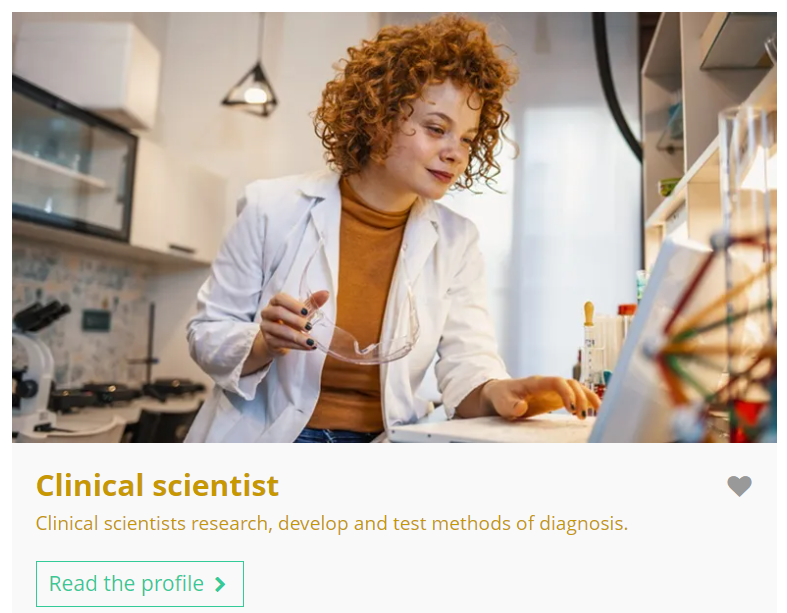 Clinical scientist
Clinical scientists research, develop and test methods of diagnosis.
Read the profile